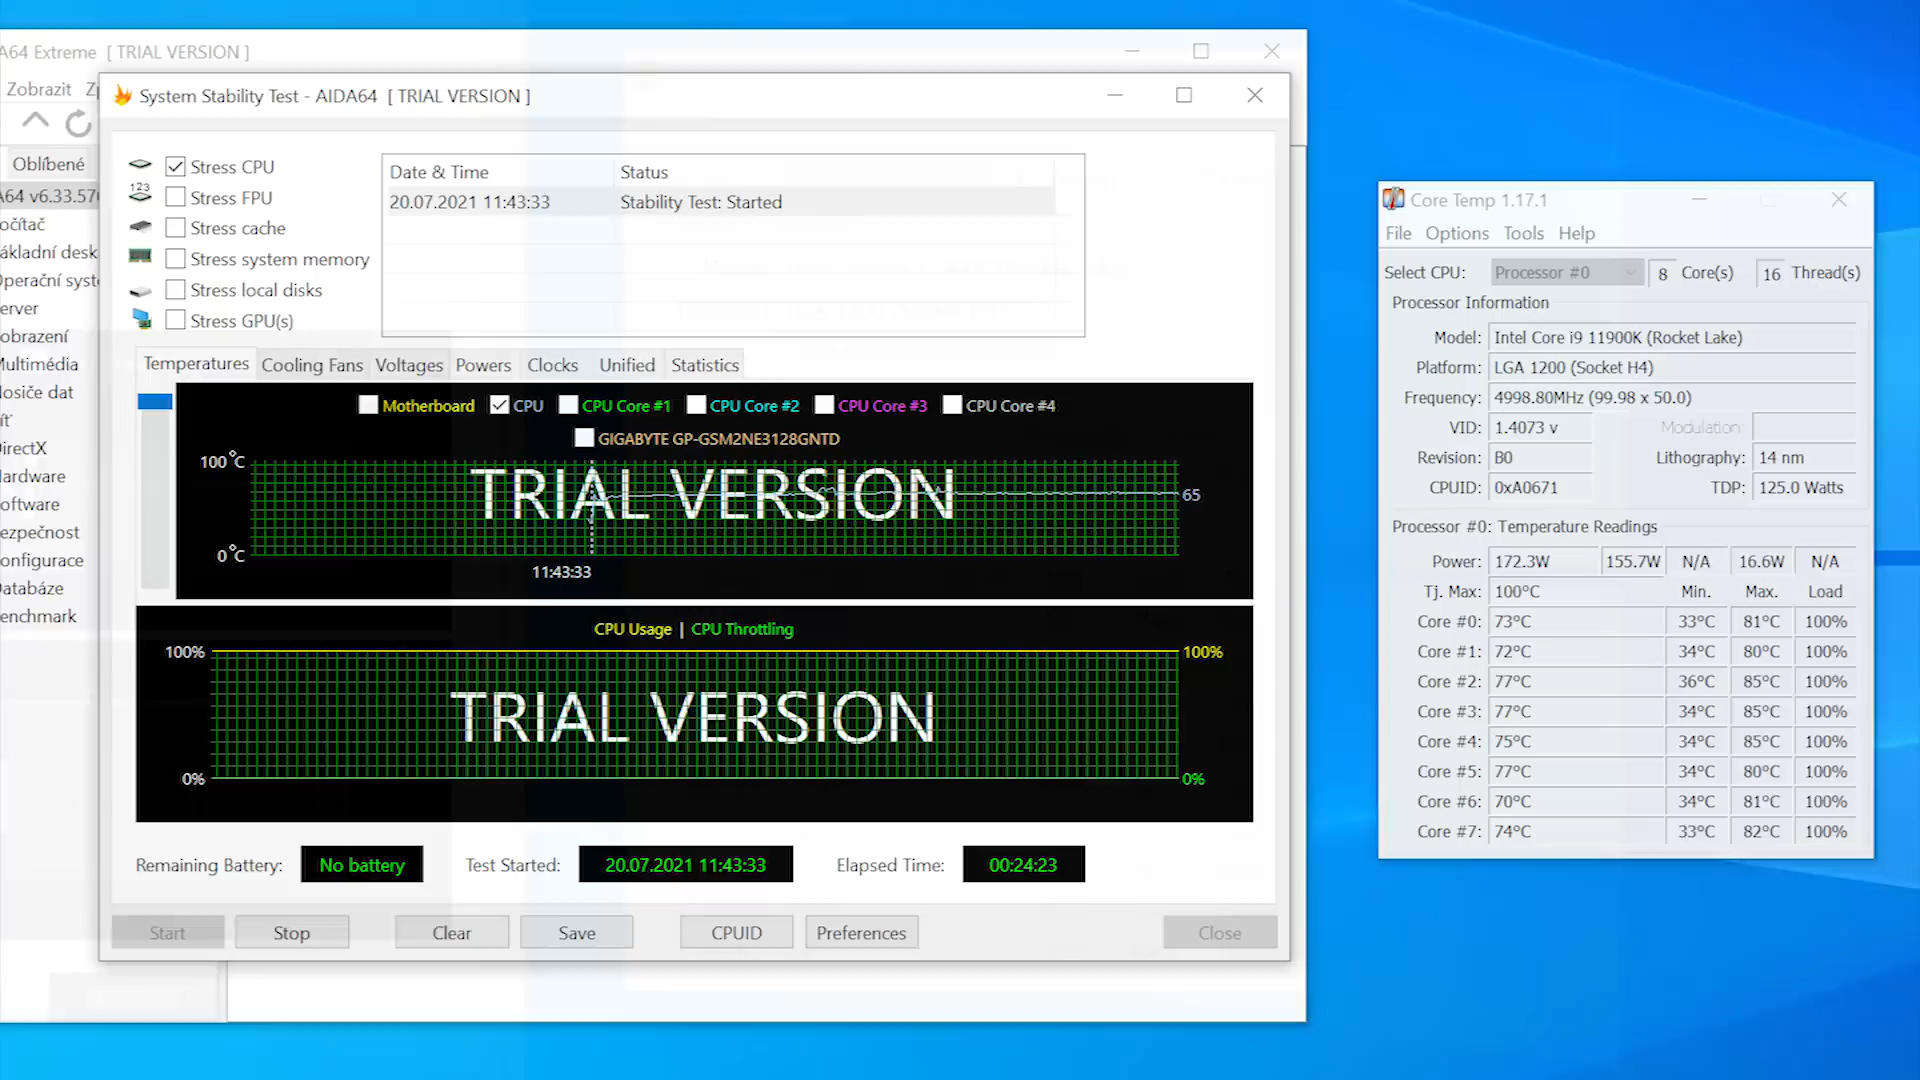 A64 Extreme [ TRIAL VERSION ]
Zobrazit
System Stability Test - AIDA64 [ TRIAL VERSION ]
Oblíbené
A64 v6.33.57
očítač
ákladní desk
Operační syst
erver
obrazení
Multimédia
osiče dat
íť
DirectX
Hardware
oftware
ezpečnost
onfigurace
Databáze
enchmark
Stress CPU
123
Stress FPU
Stress cache
Stress system memory
Stress local disks
Stress GPU(s)
Date & Time Status
20.07.2021 11:43:33 Stability Test: Started
Temperatures Cooling Fans Voltages Powers Clocks Unified Statistics
Motherboard CPU CPU Core #1 CPU Core #2 CPU Core #3 CPU Core #4
GIGABYTE GP-GSM2NE3128GNTD
100°C
TRIAL VERSION
65
0°C
11:43:33
CPU Usage | CPU Throttling
100% 100%
TRIAL VERSION
0% 0%
Remaining Battery: No battery Test Started: 20.07.2021 11:43:33 Elapsed Time: 00:24:23
Start Stop Clear Save CPUID Preferences Close
Core Temp 1.17.1
File Options Tools Help
Select CPU: Processor #0 8 Core(s) 16 Thread(s)
Processor Information
Model: Intel Core i9 11900K (Rocket Lake)
Platform: LGA 1200 (Socket H4)
Frequency: 4998.80MHz (99.98 x 50.0)
VID: 1.4073 v Modulation:
Revision: B0 Lithography: 14 nm
CPUID: 0xA0671 TDP: 125.0 Watts
Processor #0: Temperature Readings
Power: 172.3W 155.7W N/A 16.6W N/A
Tj. Max: 100°C Min. Max. Load
Core #0: 73°C 33°C 81°C 100%
Core #1: 72°C 34°C 80°C 100%
Core #2: 77°C 36°C 85°C 100%
Core #3: 77°C 34°C 85°C 100%
Core #4: 75°C 34°C 85°C 100%
Core #5: 77°C 34°C 80°C 100%
Core #6: 70°C 34°C 81°C 100%
Core #7: 74°C 33°C 82°C 100%